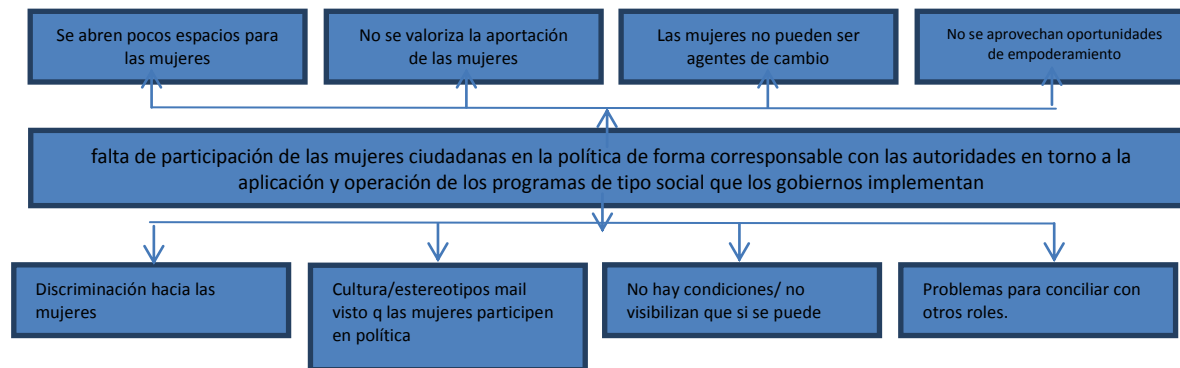 Se abren pocos espacios para
las mujeres
No se valoriza la aportación
de las mujeres
Las mujeres no pueden ser
agentes de cambio
No se aprovechan oportunidades
de empoderamiento
falta de participación de las mujeres ciudadanas en la política de forma corresponsable con las autoridades en torno a la
aplicación y operación de los programas de tipo social que los gobiernos implementan
Discriminación hacia las
mujeres
Cultura/estereotipos mail
visto q las mujeres participen
en política
No hay condiciones/ no
visibilizan que si se puede
Problemas para conciliar con
otros roles.